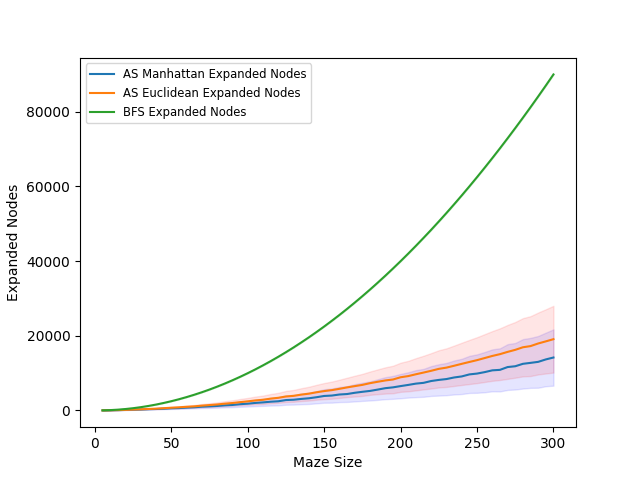 AS Manhattan Expanded Nodes
AS Euclidean Expanded Nodes
BFS Expanded Nodes
80000
60000
40000
20000
0
Expanded Nodes
0 50 100 150 200 250 300
Maze Size